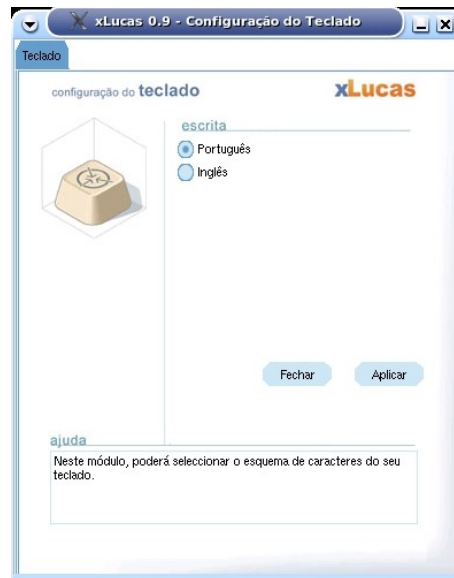 xLucas 0.9 - Configuração do Teclado
Teclado
configuração do teclado
xLucas
escrita
Português
Inglês
Fechar
Aplicar
ajuda
Neste módulo, poderá seleccionar o esquema de caracteres do seu
teclado.